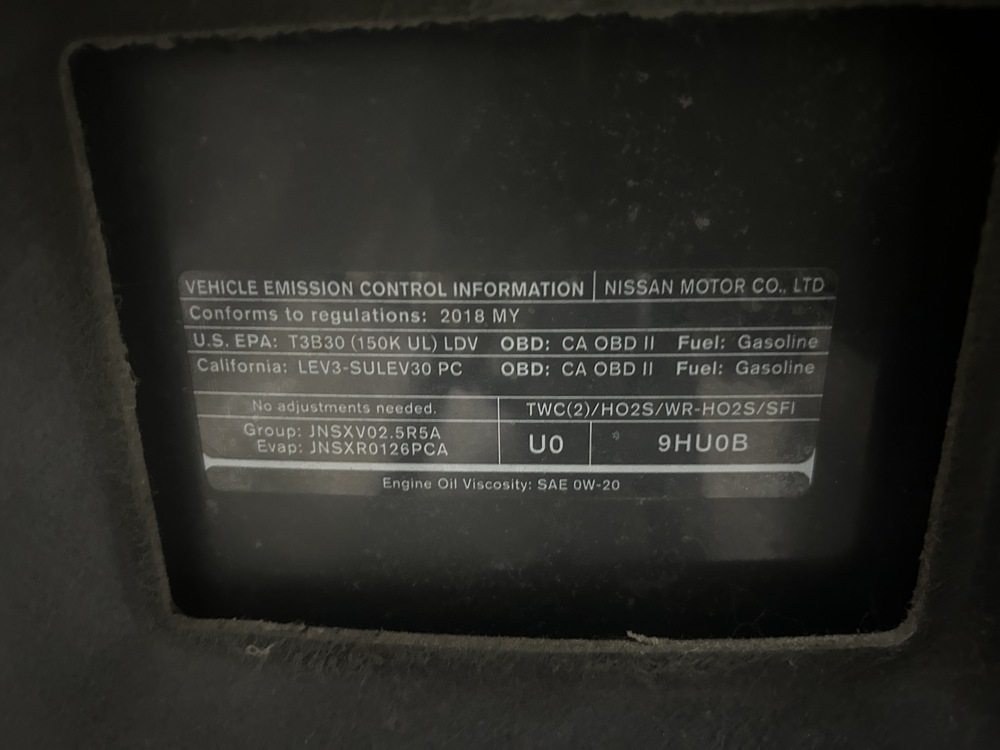 VEHICLE EMISSION CONTROL INFORMATION NISSAN MOTOR CO., LTD
Conforms to regulations: 2018 MY
U.S. EPA: T3B30 (150K UL) LDV OBD: CA OBD II Fuel: Gasoline
California: LEV3-SULEV30 PC OBD: CA OBD II Fuel: Gasoline
No adjustments needed. TWC(2)/HO2S/WR-HO2S/SFI
Group: JNSXV02.5R5A
Evap: JNSXR0126PCA
U0 9HU0B
Engine Oil Viscosity: SAE 0W-20